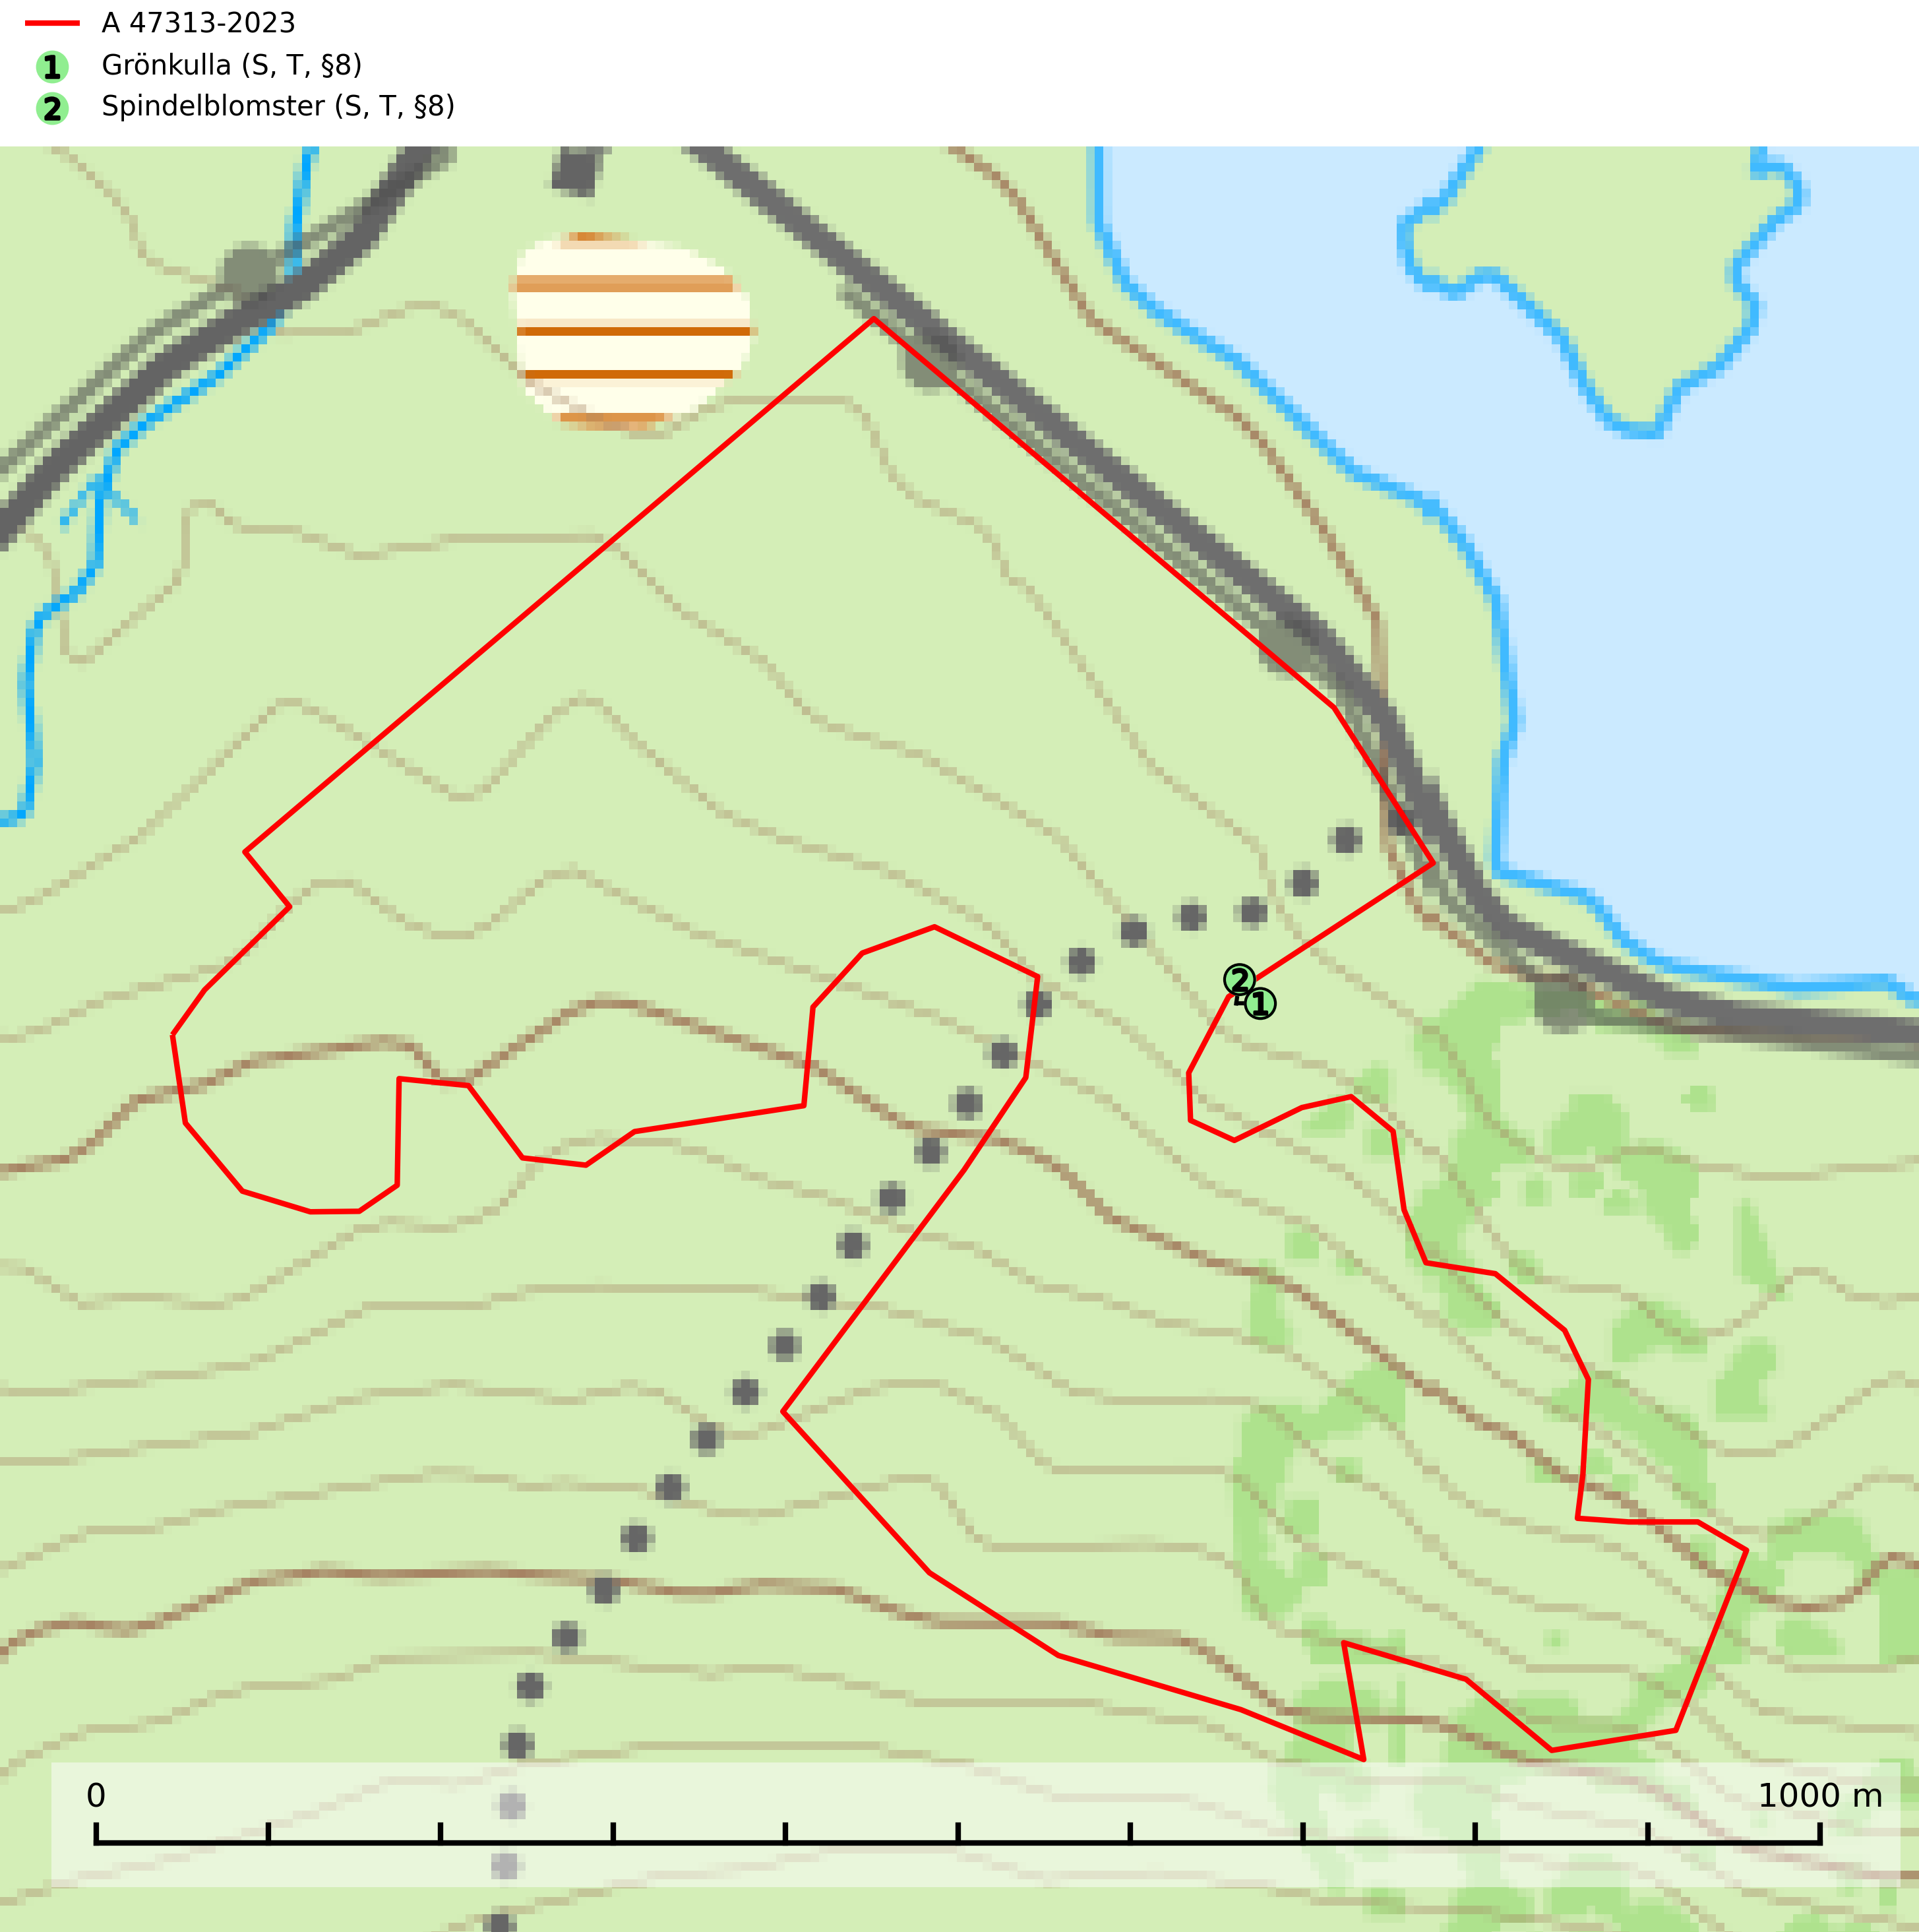 A 47313-2023
1 Grönkulla (S, T, §8)
2 Spindelblomster (S, T, §8)
2
1
0 1000 m